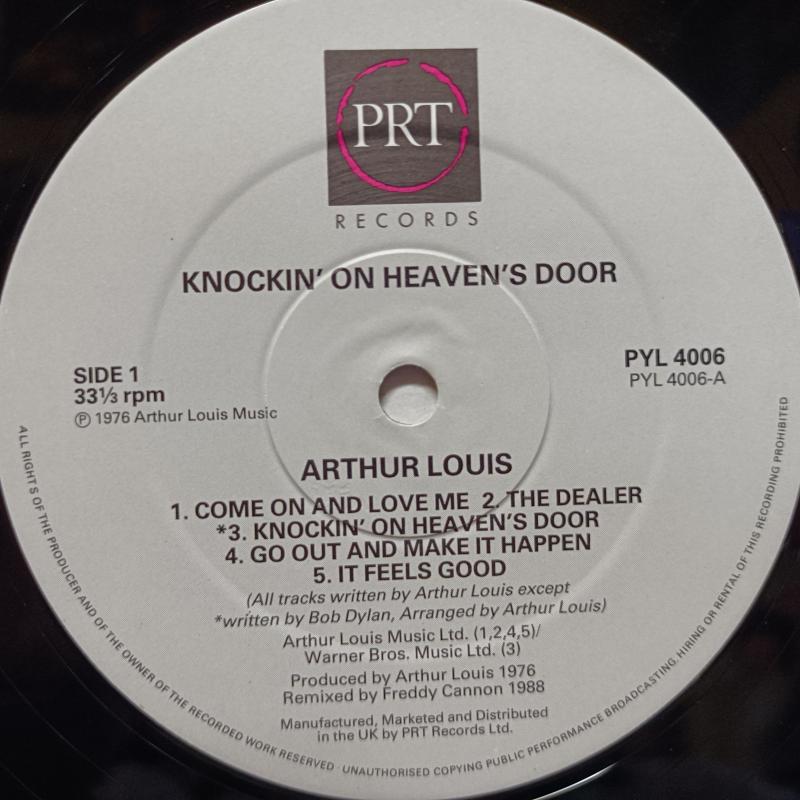 PRT
RECORDS
KNOCKIN' ON HEAVEN'S DOOR
SIDE 1
33⅓ rpm
℗ 1976 Arthur Louis Music
PYL 4006
PYL 4006-A
ARTHUR LOUIS
1. COME ON AND LOVE ME 2. THE DEALER
*3. KNOCKIN' ON HEAVEN'S DOOR
4. GO OUT AND MAKE IT HAPPEN
5. IT FEELS GOOD
(All tracks written by Arthur Louis except
*written by Bob Dylan, Arranged by Arthur Louis)
Arthur Louis Music Ltd. (1,2,4,5)/
Warner Bros. Music Ltd. (3)
Produced by Arthur Louis 1976
Remixed by Freddy Cannon 1988
Manufactured, Marketed and Distributed
in the UK by PRT Records Ltd.
ALL RIGHTS OF THE PRODUCER AND OF THE OWNER OF THE RECORDED WORK RESERVED · UNAUTHORISED COPYING PUBLIC PERFORMANCE BROADCASTING, HIRING OR RENTAL OF THIS RECORDING PROHIBITED